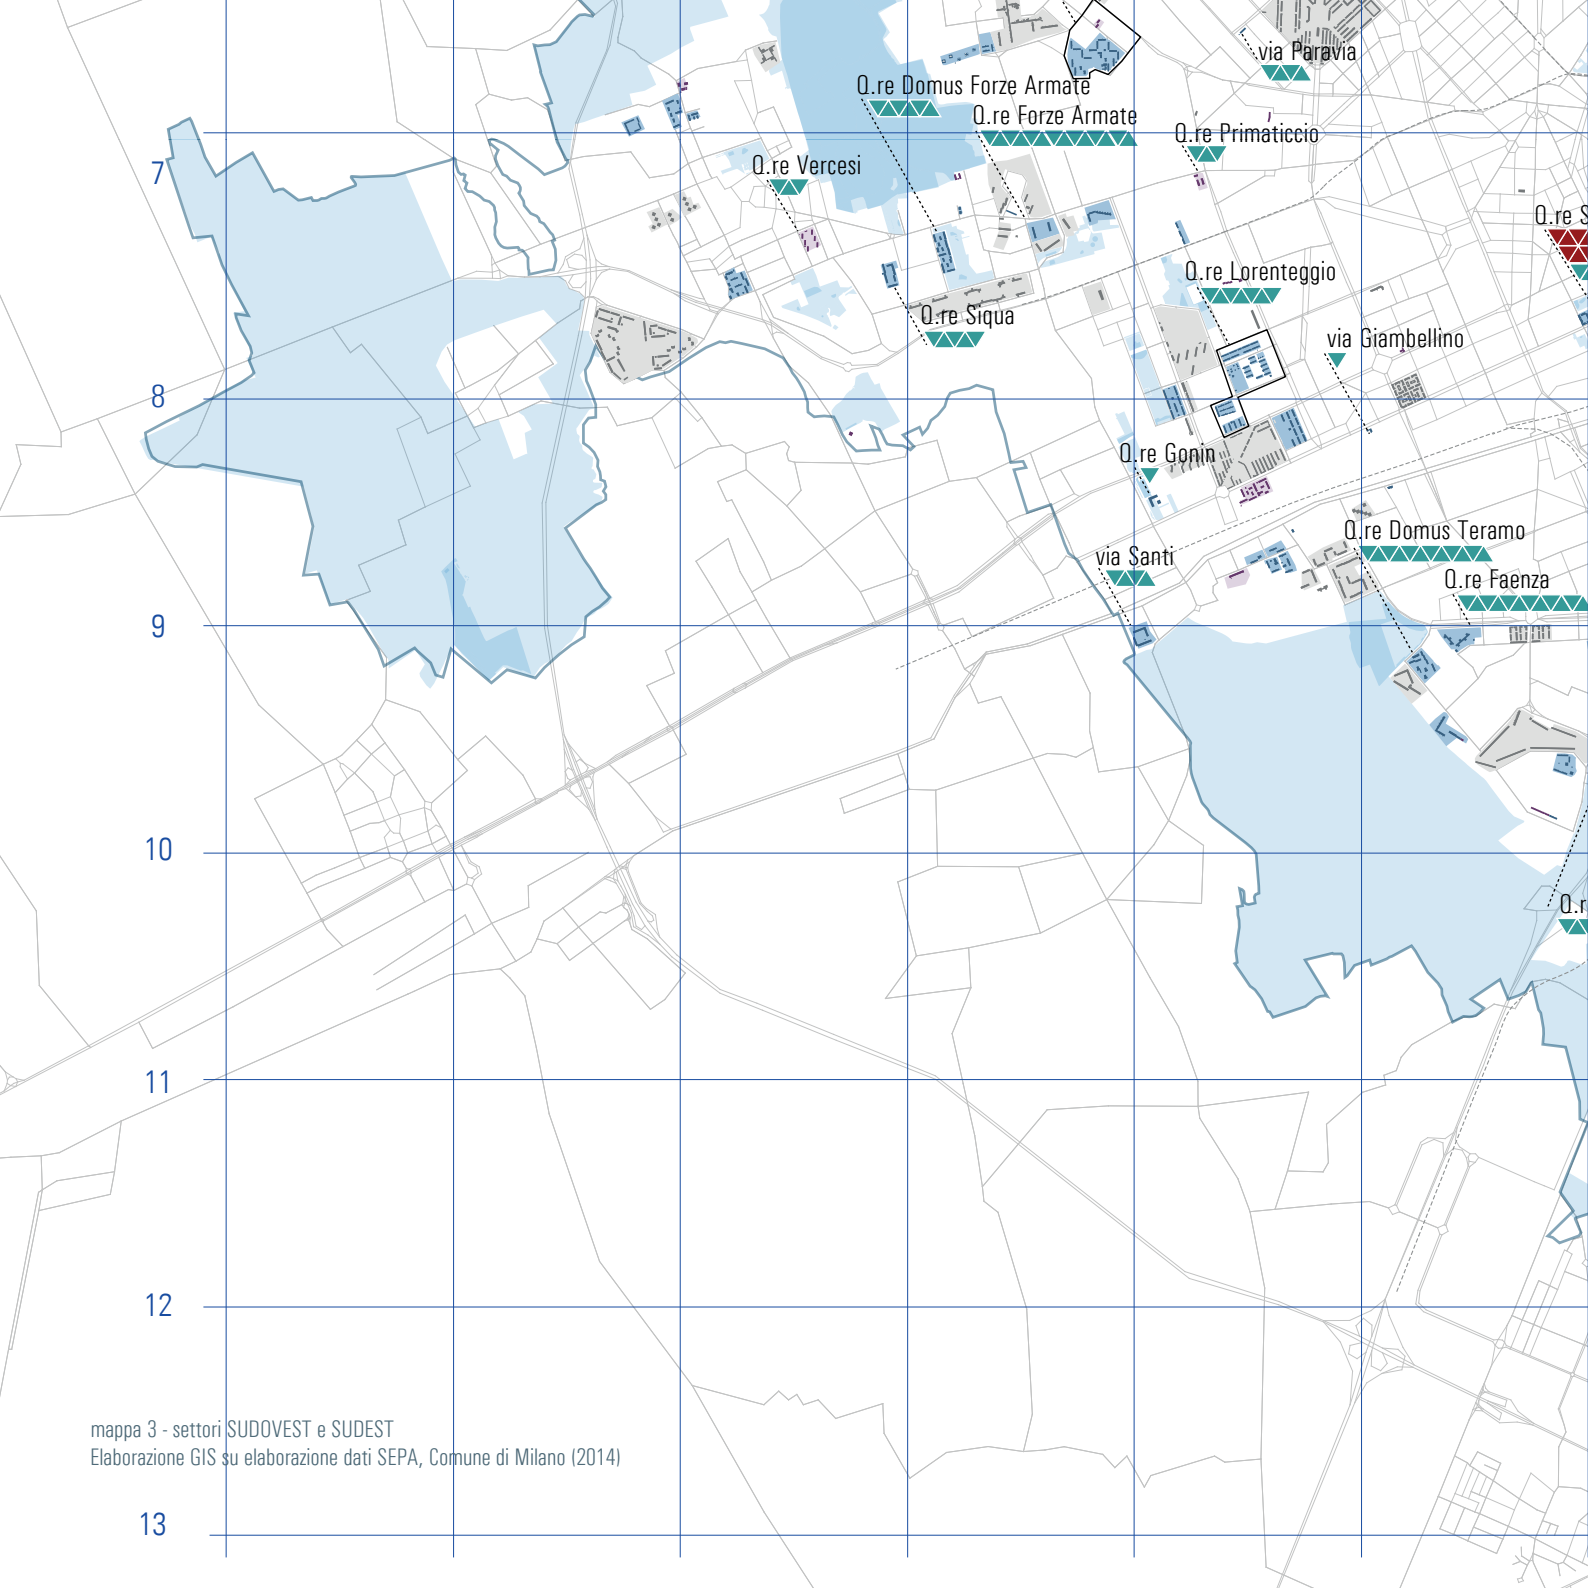 via Paravia
Q.re Domus Forze Armate
Q.re Forze Armate
Q.re Primaticcio
7
Q.re Vercesi
Q.re S
Q.re Lorenteggio
Q.re Siqua
via Giambellino
8
Q.re Gonin
Q.re Domus Teramo
via Santi
Q.re Faenza
9
10
Q.r
11
12
mappa 3 - settori SUDOVEST e SUDEST
Elaborazione GIS su elaborazione dati SEPA, Comune di Milano (2014)
13